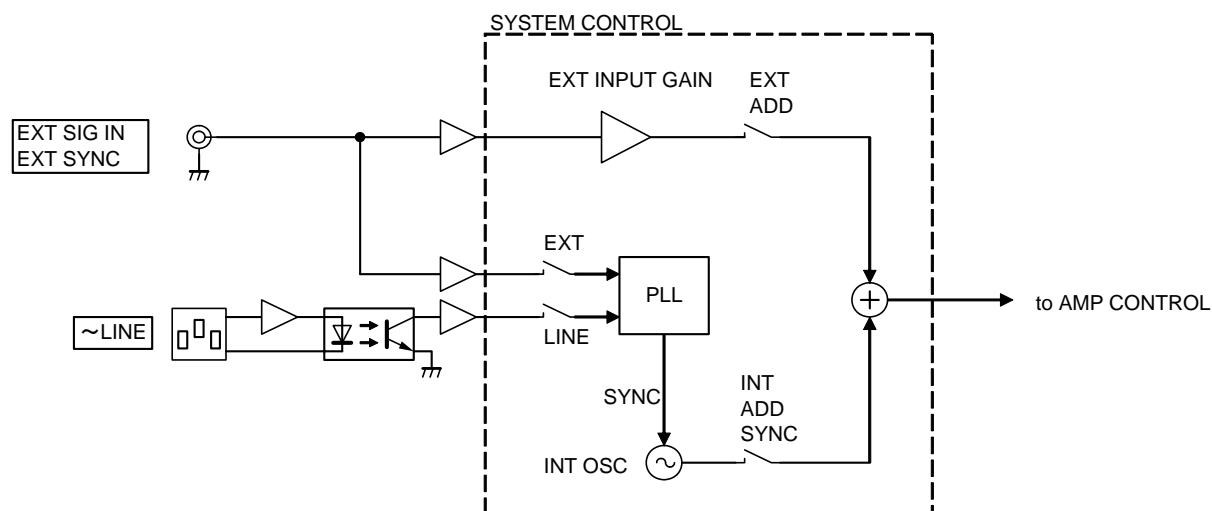 SYSTEM CONTROL
EXT INPUT GAIN
EXT
ADD
EXT SIG IN
EXT SYNC
EXT
PLL
~LINE
LINE
to AMP CONTROL
SYNC
INT
ADD
SYNC
INT OSC